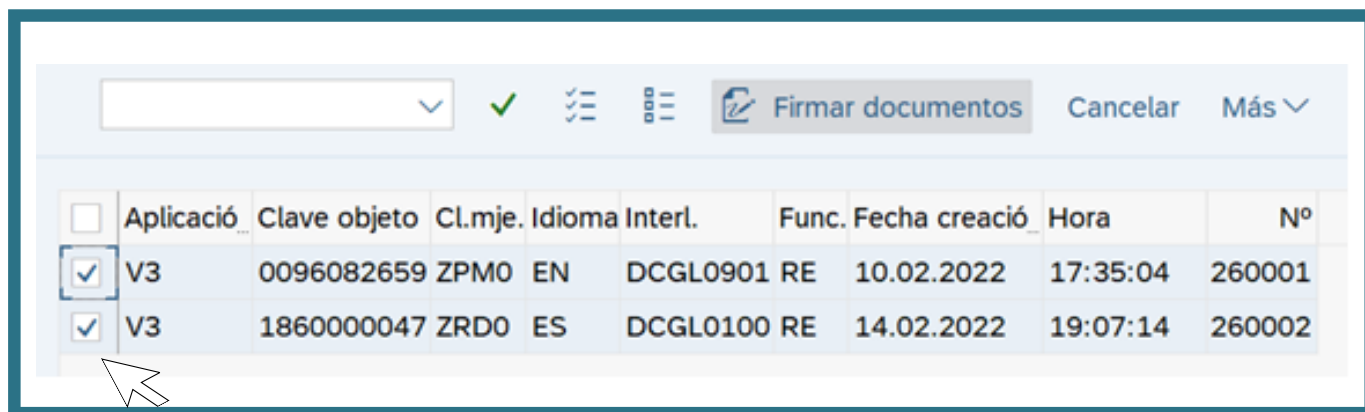 Firmar documentos Cancelar Más
Aplicació Clave objeto Cl.mje. Idioma Interl. Func. Fecha creació Hora Nº
V3 0096082659 ZPM0 EN DCGL0901 RE 10.02.2022 17:35:04 260001
V3 1860000047 ZRD0 ES DCGL0100 RE 14.02.2022 19:07:14 260002